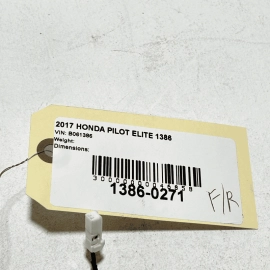 2017 HONDA PILOT ELITE 1386
VIN: B061386
Weight:
Dimensions:
1386-0271
F/R